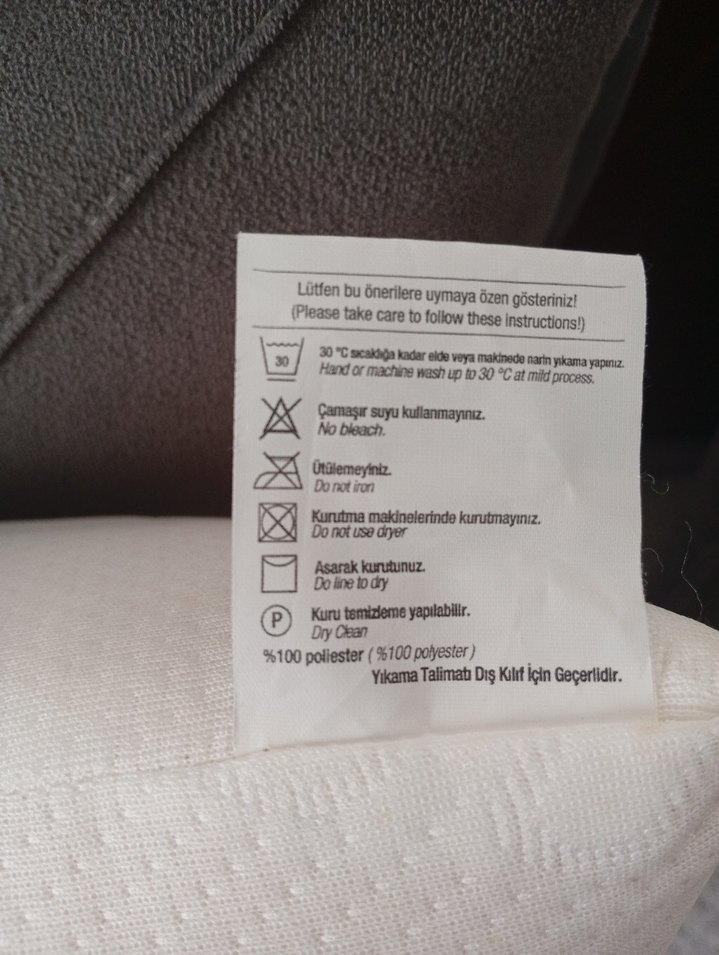 Lütfen bu önerilere uymaya özen gösteriniz!
(Please take care to follow these instructions!)
30
30 °C sıcaklığa kadar elde veya makinede narin yıkama yapınız.
Hand or machine wash up to 30 °C at mild process.
Çamaşır suyu kullanmayınız.
No bleach.
Ütülemeyiniz.
Do not iron
Kurutma makinelerinde kurutmayınız.
Do not use dryer
Asarak kurutunuz.
Do line to dry
P
Kuru temizleme yapılabilir.
Dry Clean
%100 poliester ( %100 polyester )
Yıkama Talimatı Dış Kılıf İçin Geçerlidir.